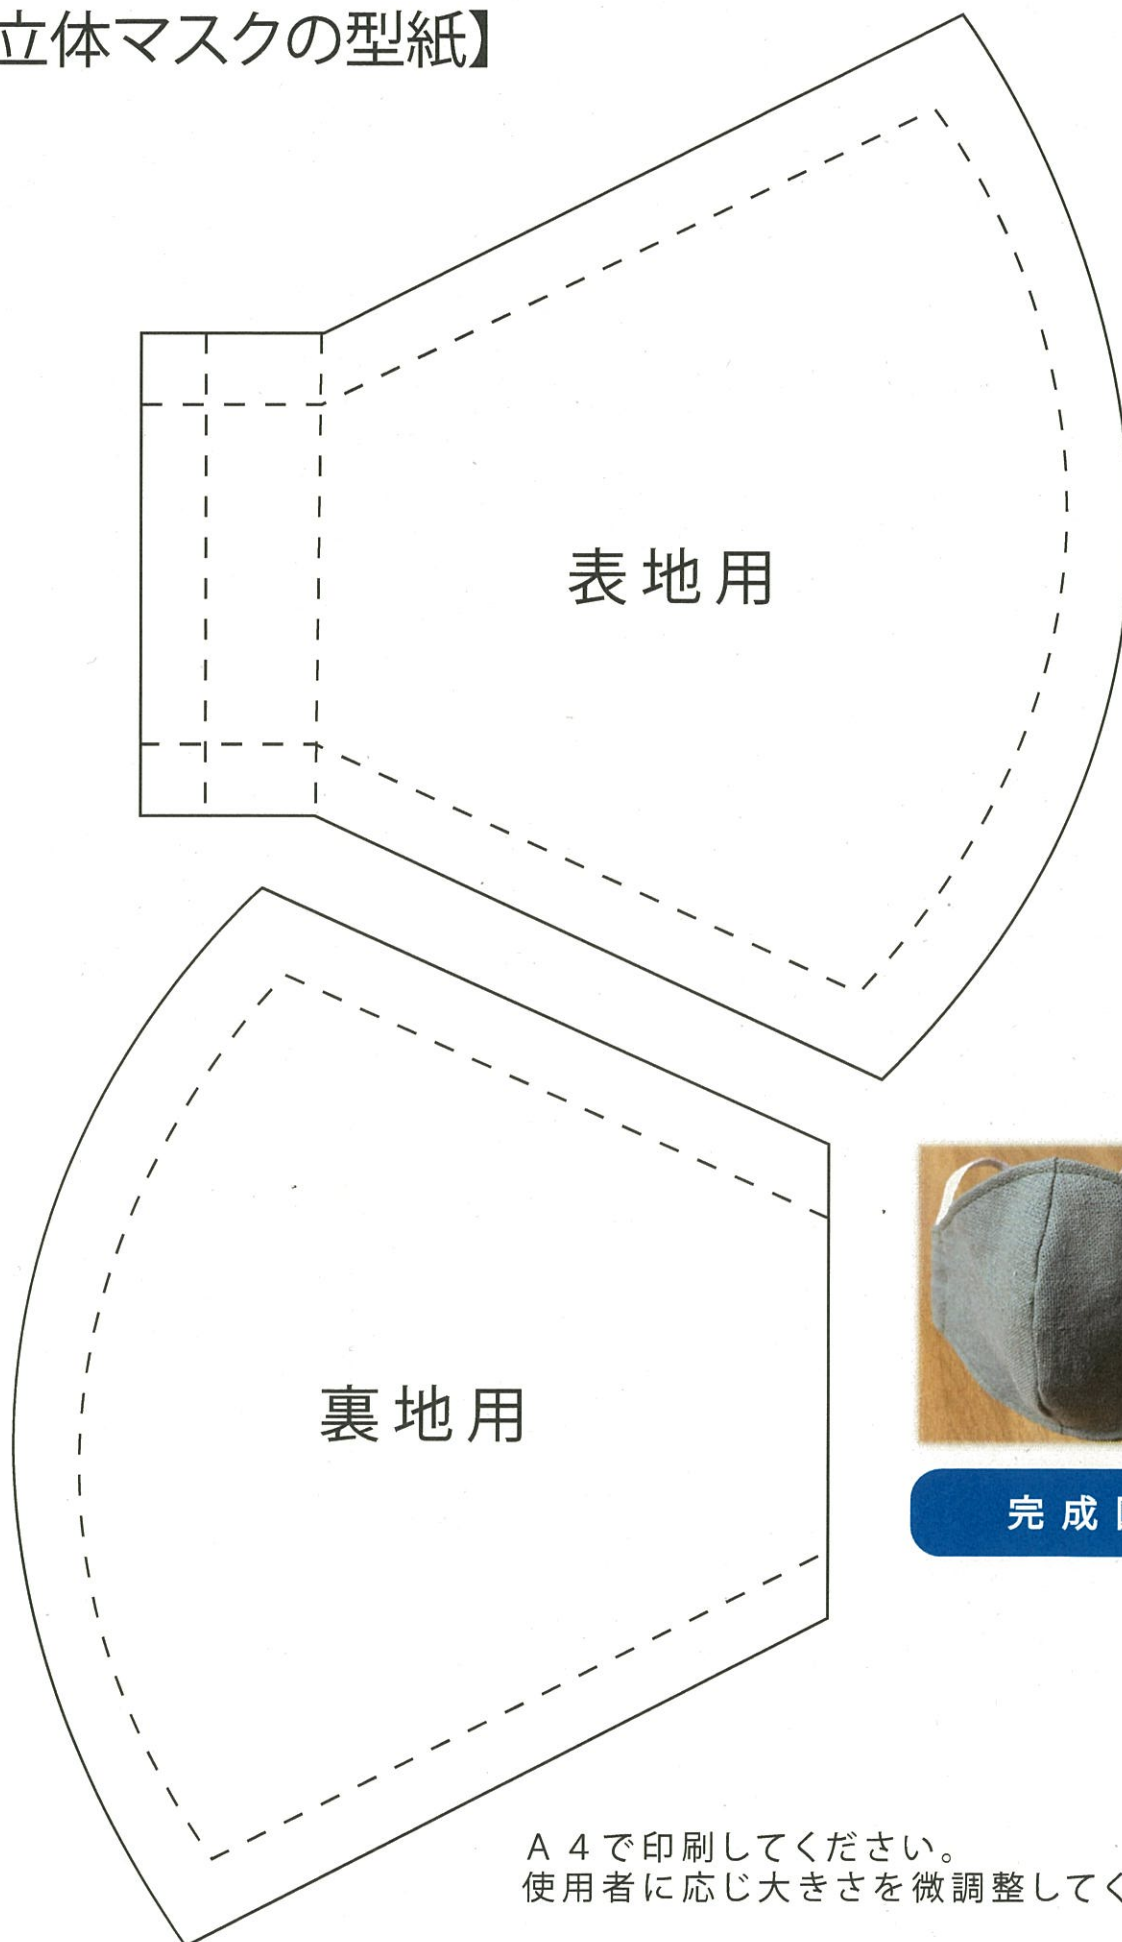 立体マスクの型紙】
表地用
裏地用
完成
A4で印刷してください。
使用者に応じ大きさを微調整してく